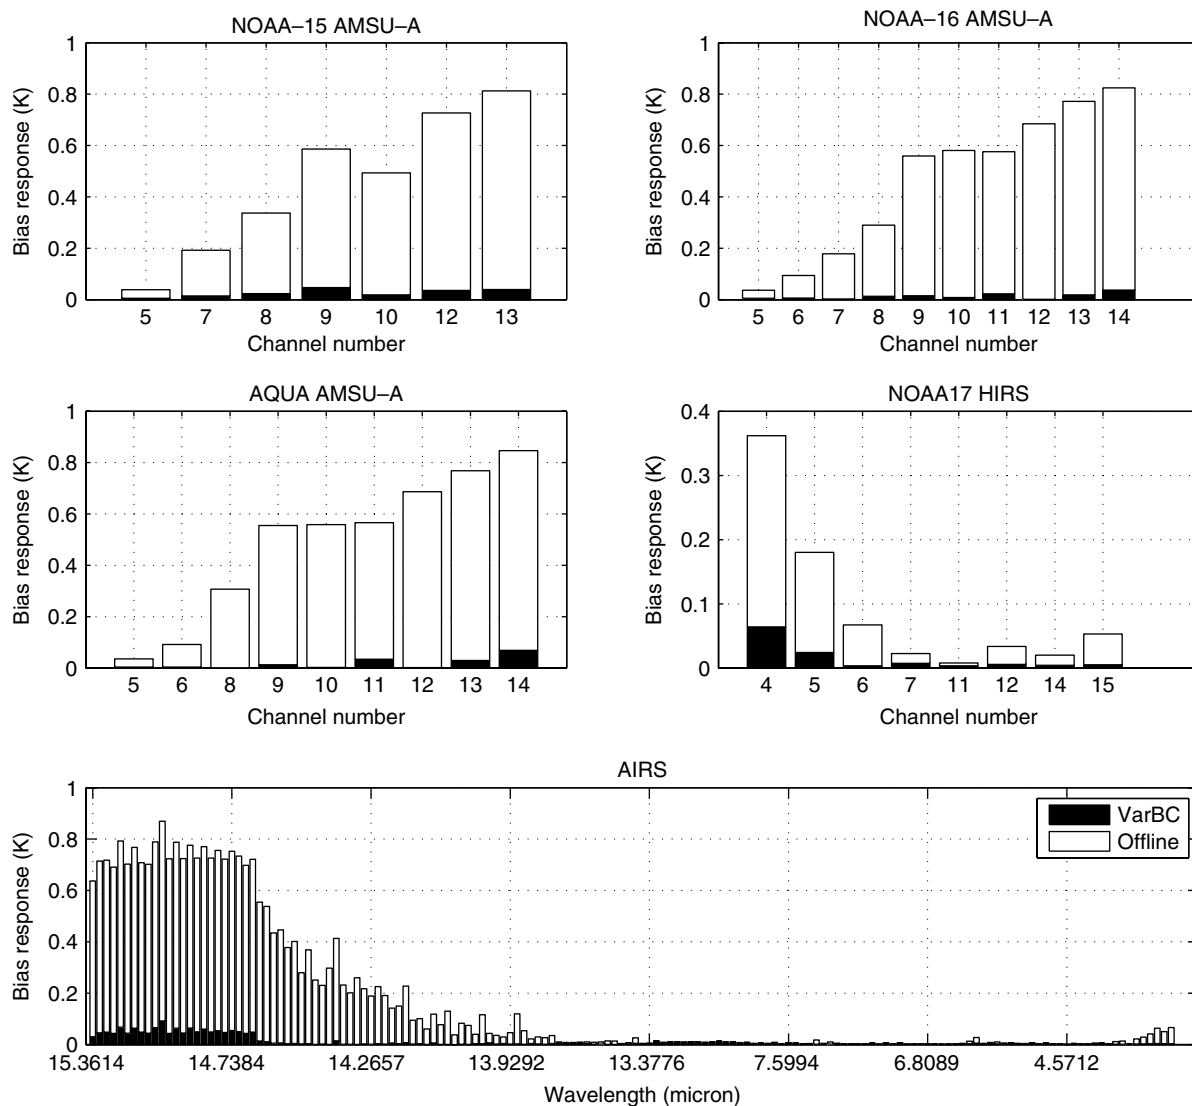 NOAA–15 AMSU–A
Bias response (K)
1
0.8
0.6
0.4
0.2
0
5 7 8 9 10 12 13
Channel number
NOAA–16 AMSU–A
Bias response (K)
1
0.8
0.6
0.4
0.2
0
5 6 7 8 9 10 11 12 13 14
Channel number
AQUA AMSU–A
Bias response (K)
1
0.8
0.6
0.4
0.2
0
5 6 8 9 10 11 12 13 14
Channel number
NOAA17 HIRS
Bias response (K)
0.4
0.3
0.2
0.1
0
4 5 6 7 11 12 14 15
Channel number
AIRS
Bias response (K)
1
0.8
0.6
0.4
0.2
0
VarBC
Offline
15.3614 14.7384 14.2657 13.9292 13.3776 7.5994 6.8089 4.5712
Wavelength (micron)